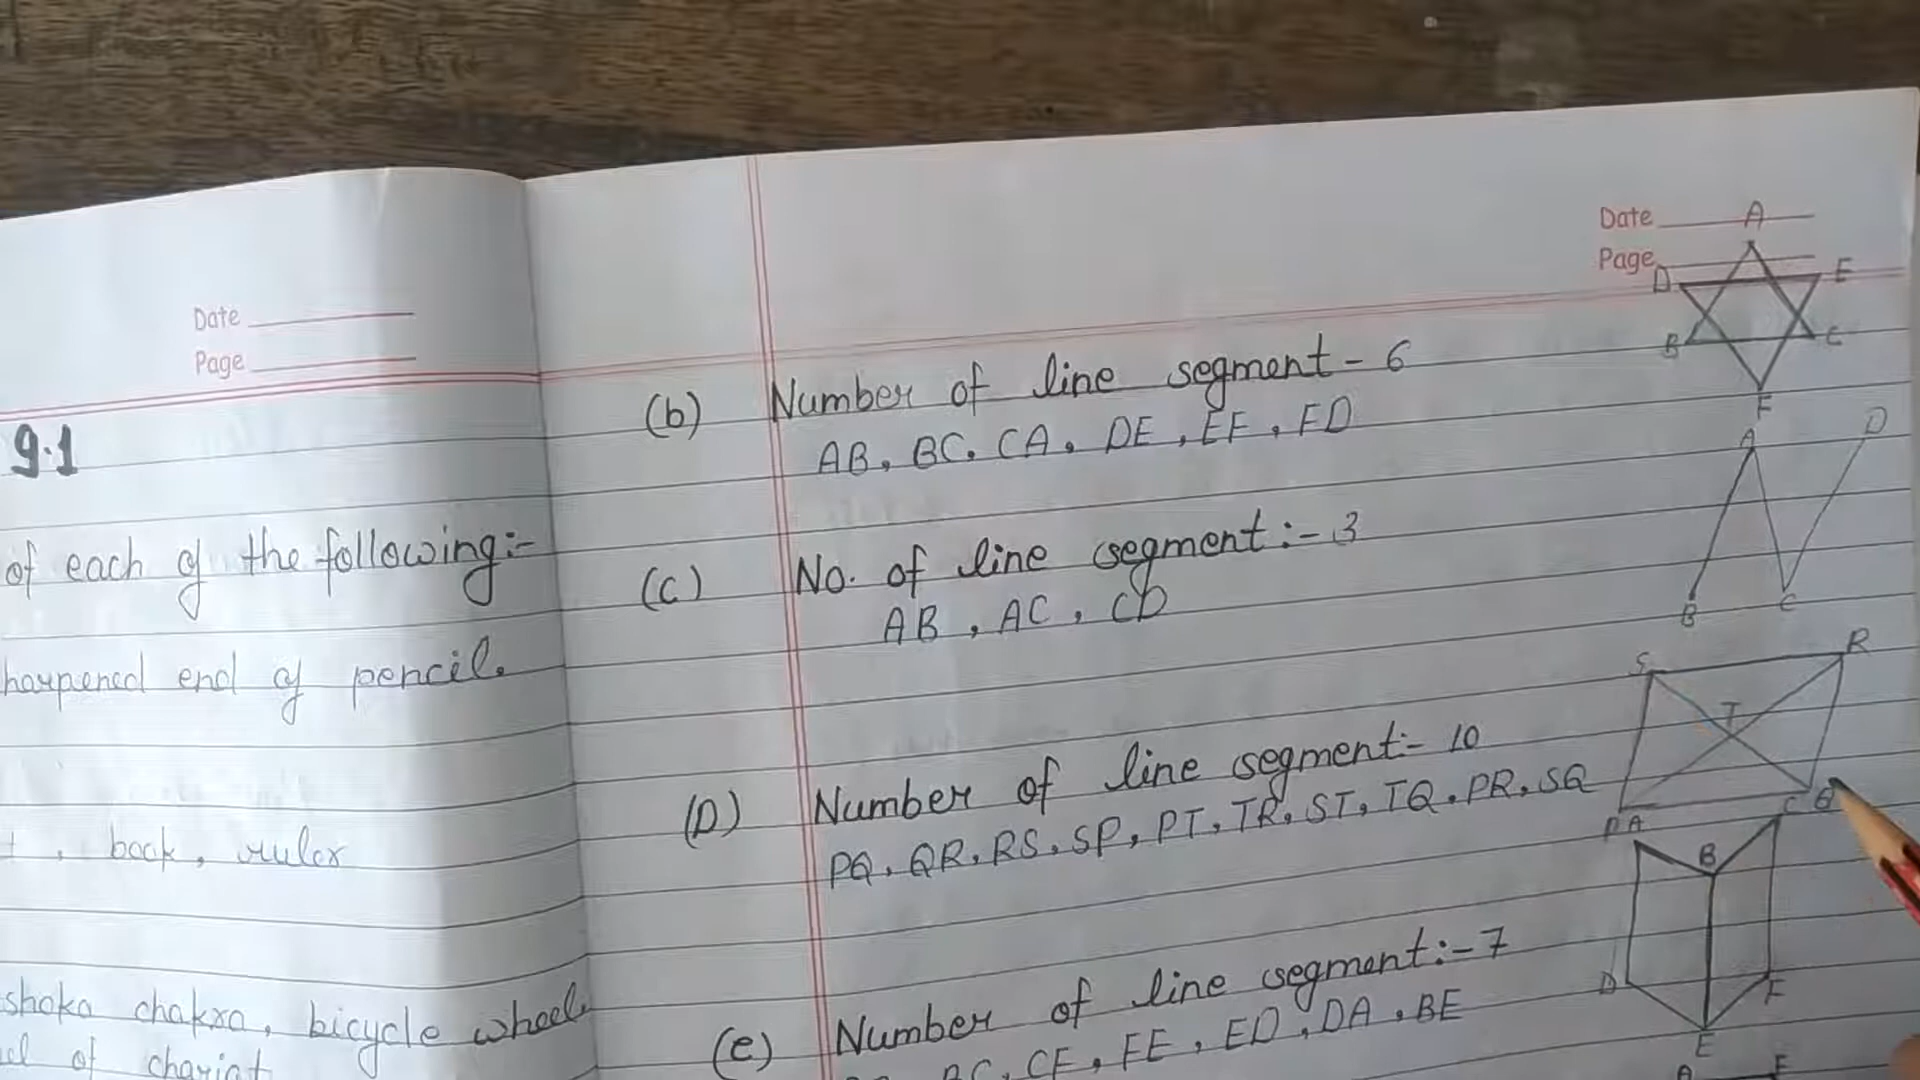 Date
Page
9.1
of each of the following:-
harpened end of pencil.
, book, ruler
shoka chakra, bicycle wheel.
of chariot
Date
Page
(b) Number of line segment - 6
AB, BC, CA, DE, EF, FD
A
D E
B C
F
(c) No. of line segment:- 3
AB, AC, CD
A D
B C
(D) Number of line segment:- 10
PQ, QR, RS, SP, PT, TR, ST, TQ, PR, SQ
S R
T
P Q
(e) Number of line segment:- 7
BC, CF, FE, ED, DA, BE
A B C
D F
E
A F